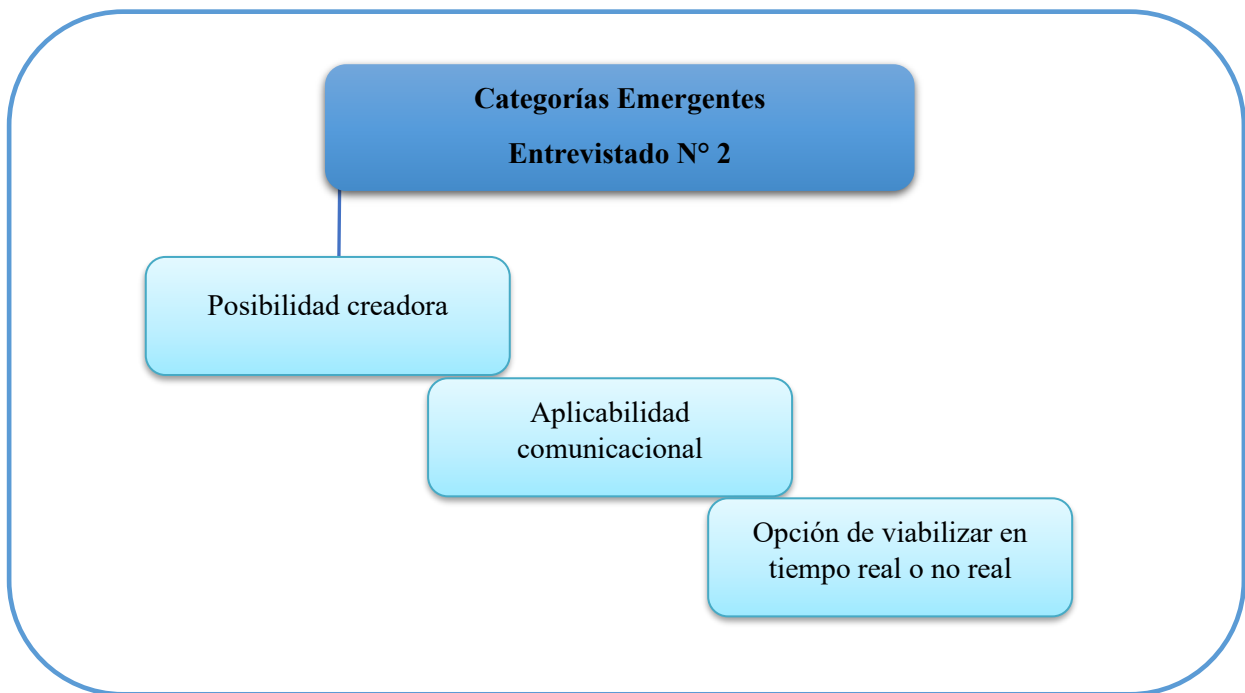 Categorías Emergentes
Entrevistado N° 2
Posibilidad creadora
Aplicabilidad
comunicacional
Opción de viabilizar en
tiempo real o no real